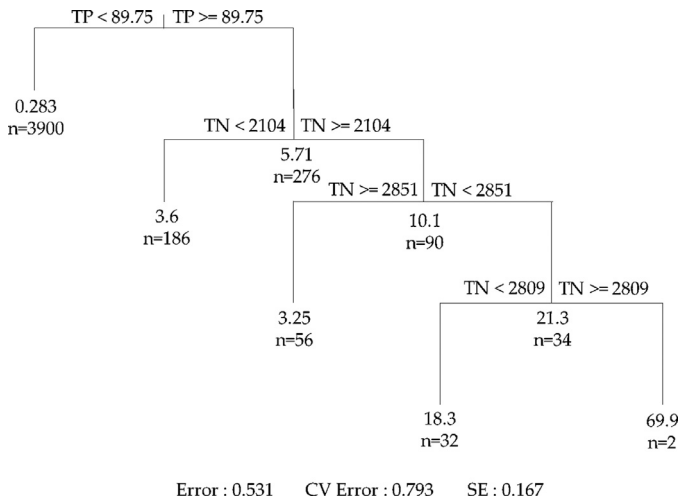 TP < 89.75 TP >= 89.75
0.283
n=3900
TN < 2104 TN >= 2104
5.71
n=276
TN >= 2851 TN < 2851
3.6
n=186
10.1
n=90
TN < 2809 TN >= 2809
3.25
n=56
21.3
n=34
18.3
n=32
69.9
n=2
Error : 0.531 CV Error : 0.793 SE : 0.167